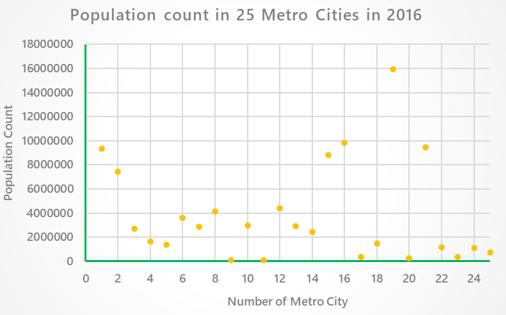 Population count in 25 Metro Cities in 2016
Population Count
18000000
16000000
14000000
12000000
10000000
8000000
6000000
4000000
2000000
0
0 2 4 6 8 10 12 14 16 18 20 22 24
Number of Metro City